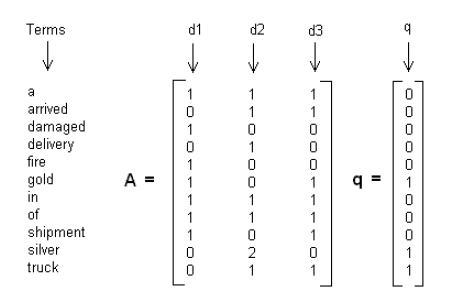 Terms d1 d2 d3 q
a 1 1 1 0
arrived 0 1 1 0
damaged 1 0 0 0
delivery 0 1 0 0
fire 1 0 0 0
gold A = 1 0 1 q = 1
in 1 1 1 0
of 1 1 1 0
shipment 1 0 1 0
silver 0 2 0 1
truck 0 1 1 1